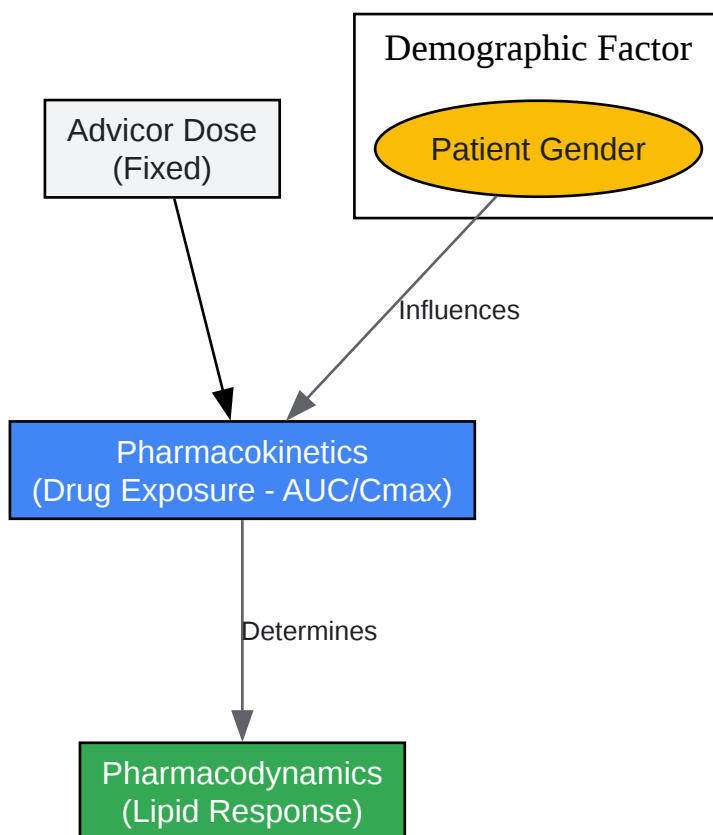 Demographic Factor
Advicor Dose
(Fixed)
Patient Gender
Influences
Pharmacokinetics
(Drug Exposure - AUC/Cmax)
Determines
Pharmacodynamics
(Lipid Response)